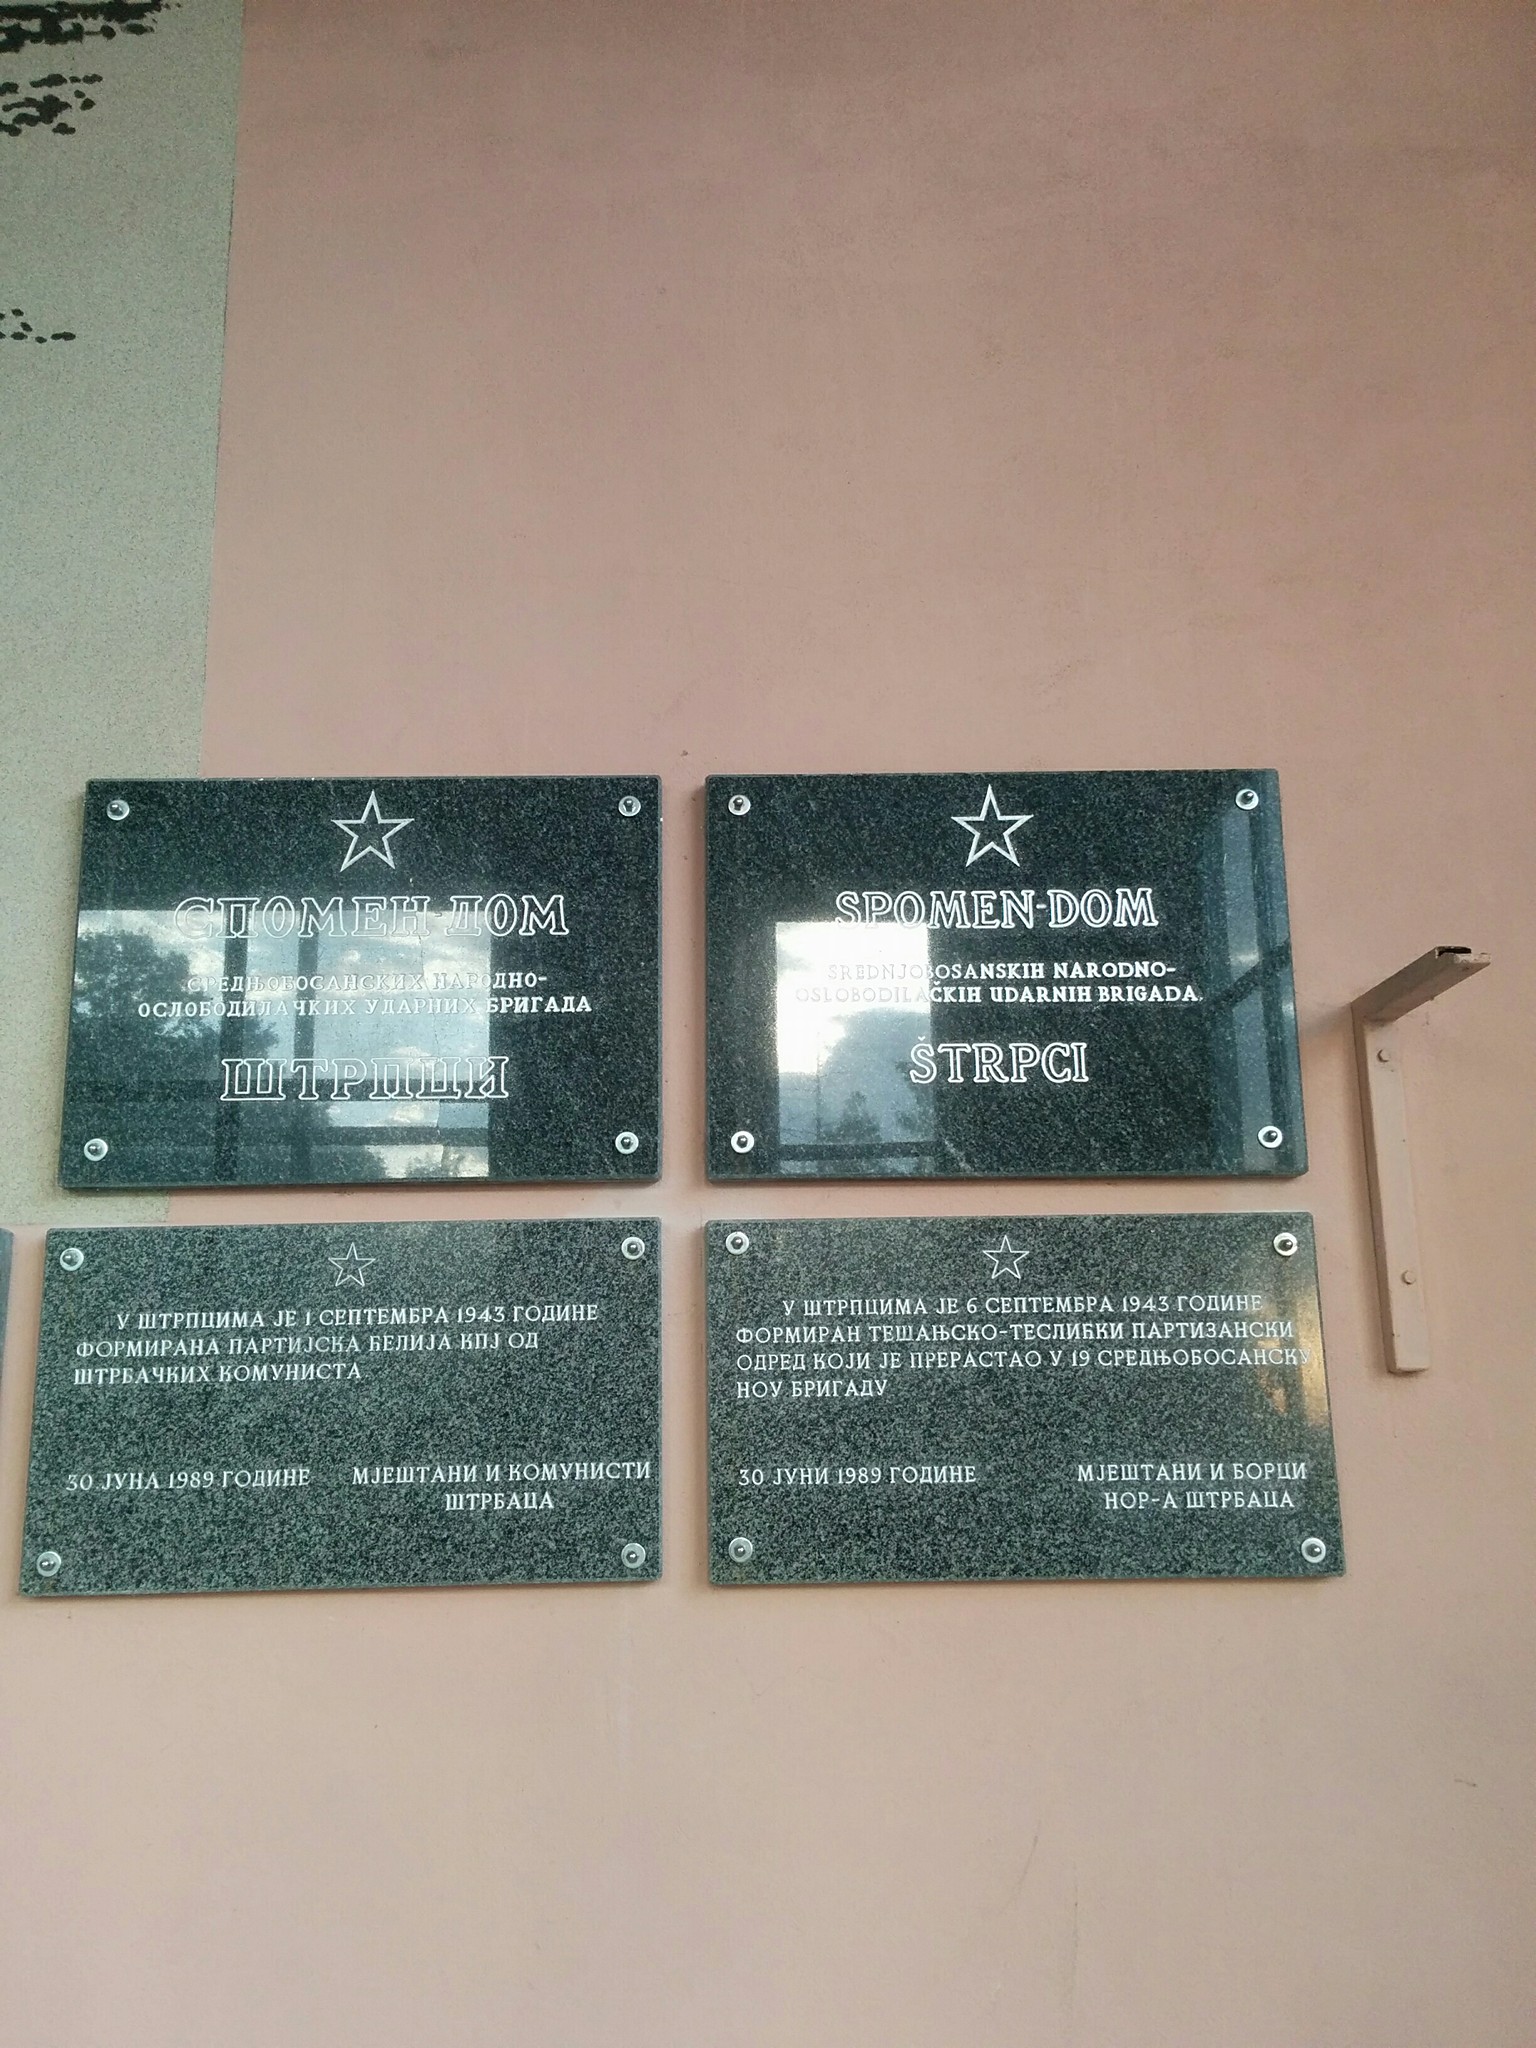 СПОМЕН-ДОМ
СРЕДЊОБОСАНСКИХ НАРОДНО-
ОСЛОБОДИЛАЧКИХ УДАРНИХ БРИГАДА
ШТРПЦИ
SPOMEN-DOM
SREDNJOBOSANSKIH NARODNO-
OSLOBODILAČKIH UDARNIH BRIGADA.
ŠTRPCI
У ШТРПЦИМА ЈЕ 1 СЕПТЕМБРА 1943 ГОДИНЕ
ФОРМИРАНА ПАРТИЈСКА ЋЕЛИЈА КПЈ ОД
ШТРБАЧКИХ КОМУНИСТА
30 ЈУНА 1989 ГОДИНЕ
МЈЕШТАНИ И КОМУНИСТИ
ШТРБАЦА
У ШТРПЦИМА ЈЕ 6 СЕПТЕМБРА 1943 ГОДИНЕ
ФОРМИРАН ТЕШАЊСКО-ТЕСЛИЋКИ ПАРТИЗАНСКИ
ОДРЕД КОЈИ ЈЕ ПРЕРАСТАО У 19 СРЕДЊОБОСАНСКУ
НОУ БРИГАДУ
30 ЈУНИ 1989 ГОДИНЕ
МЈЕШТАНИ И БОРЦИ
НОР-А ШТРБАЦА